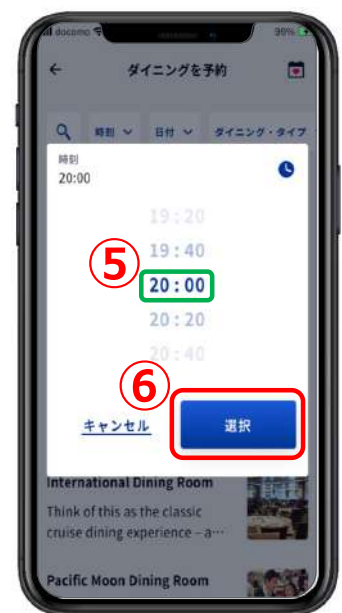 docomo 99%
ダイニングを予約
時刻 日付 ダイニング・タイプ
時刻
20:00
19:20
⑤
19:40
20:00
20:20
20:40
⑥
キャンセル 選択
International Dining Room
Think of this as the classic
cruise dining experience – a…
Pacific Moon Dining Room